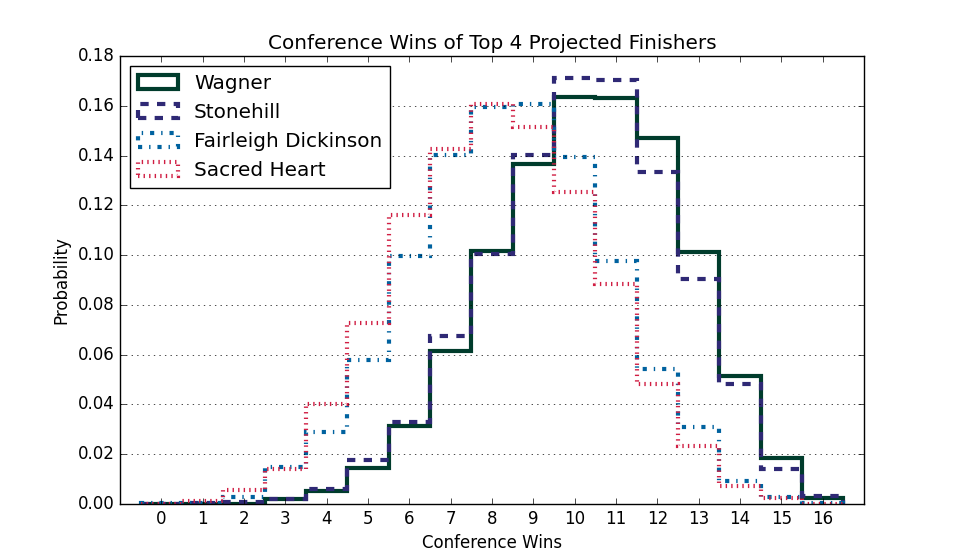 Conference Wins of Top 4 Projected Finishers
Wagner
Stonehill
Fairleigh Dickinson
Sacred Heart
Probability
0.18
0.16
0.14
0.12
0.10
0.08
0.06
0.04
0.02
0.00
0 1 2 3 4 5 6 7 8 9 10 11 12 13 14 15 16
Conference Wins